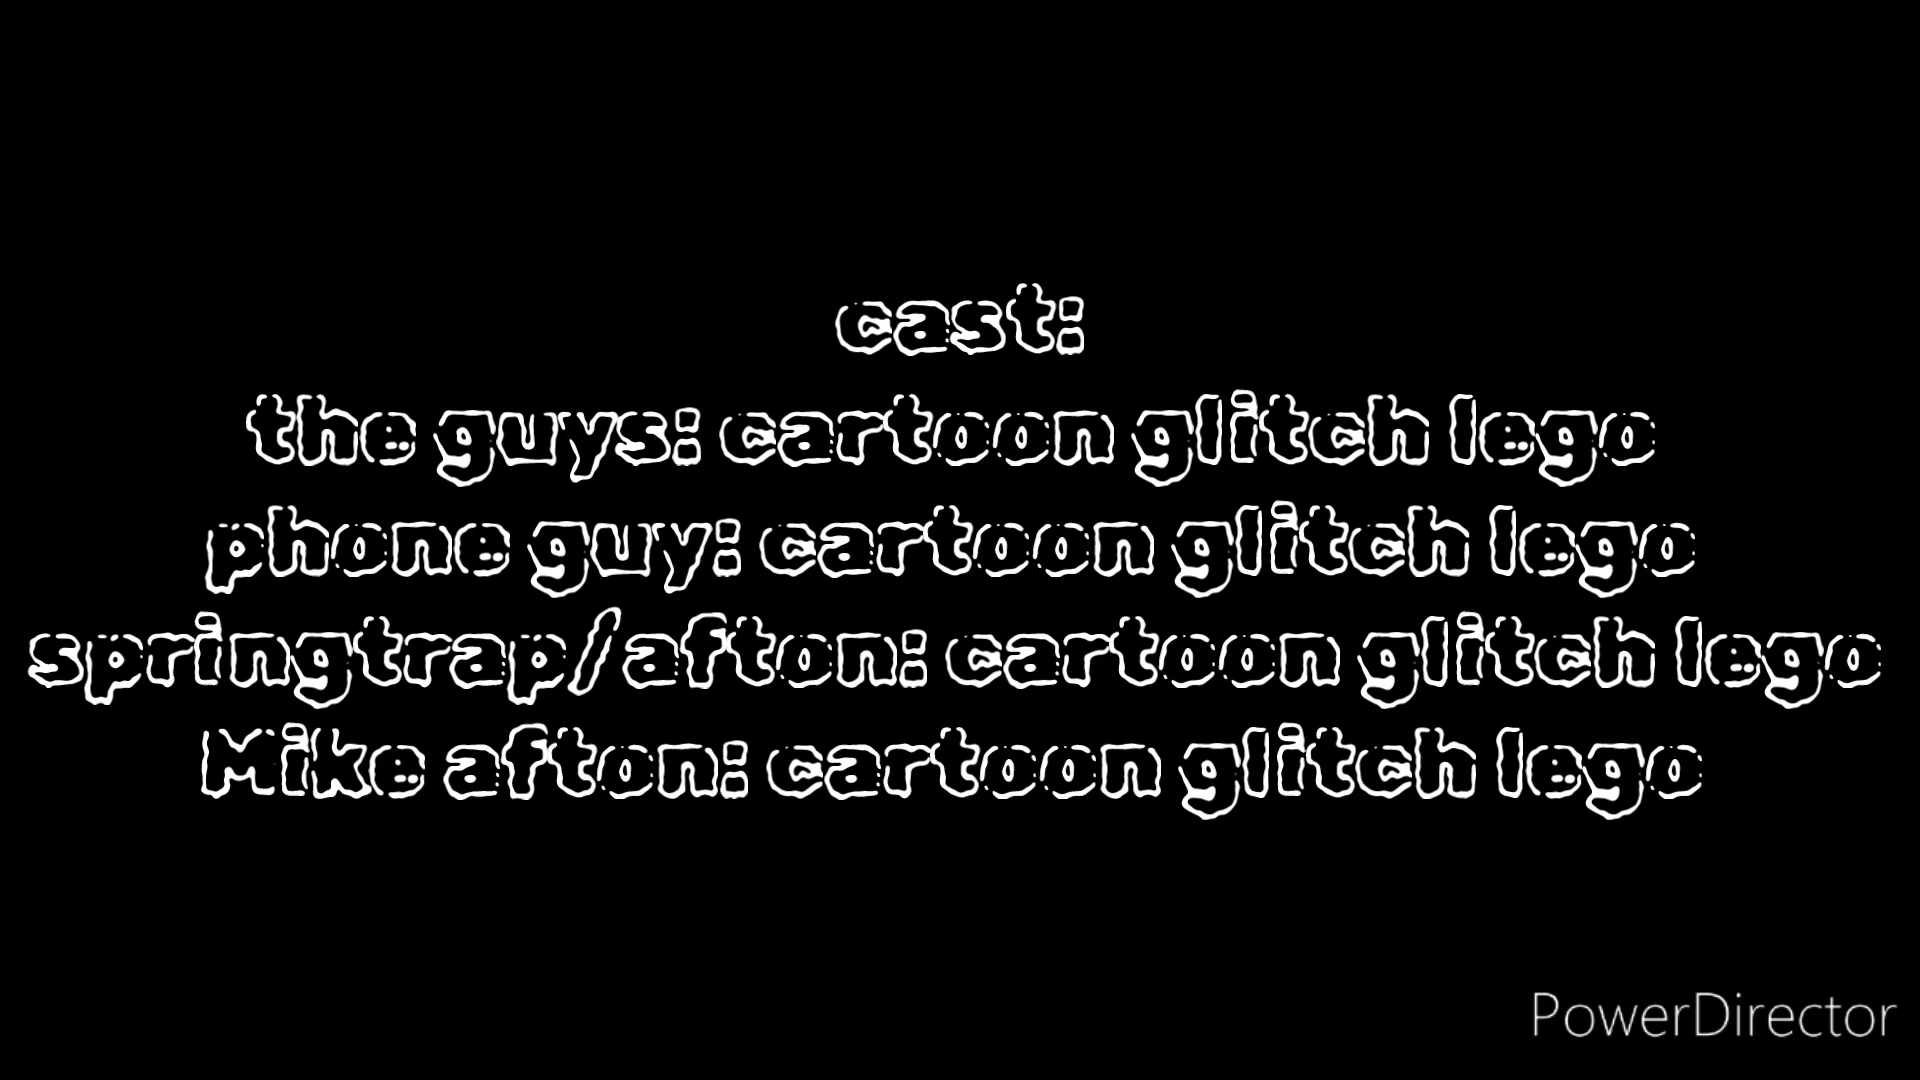 cast:
the guys: cartoon glitch lego
phone guy: cartoon glitch lego
springtrap/afton: cartoon glitch lego
Mike afton: cartoon glitch lego
PowerDirector